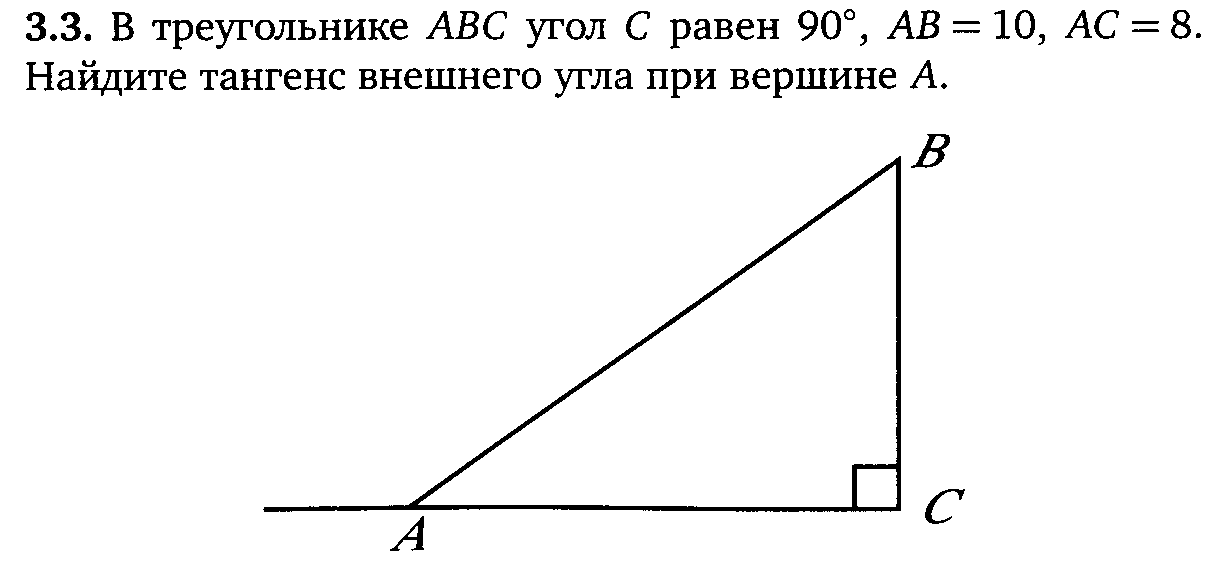 3.3. В треугольнике ABC угол C равен 90°, AB = 10, AC = 8.
Найдите тангенс внешнего угла при вершине A.
B
A
C